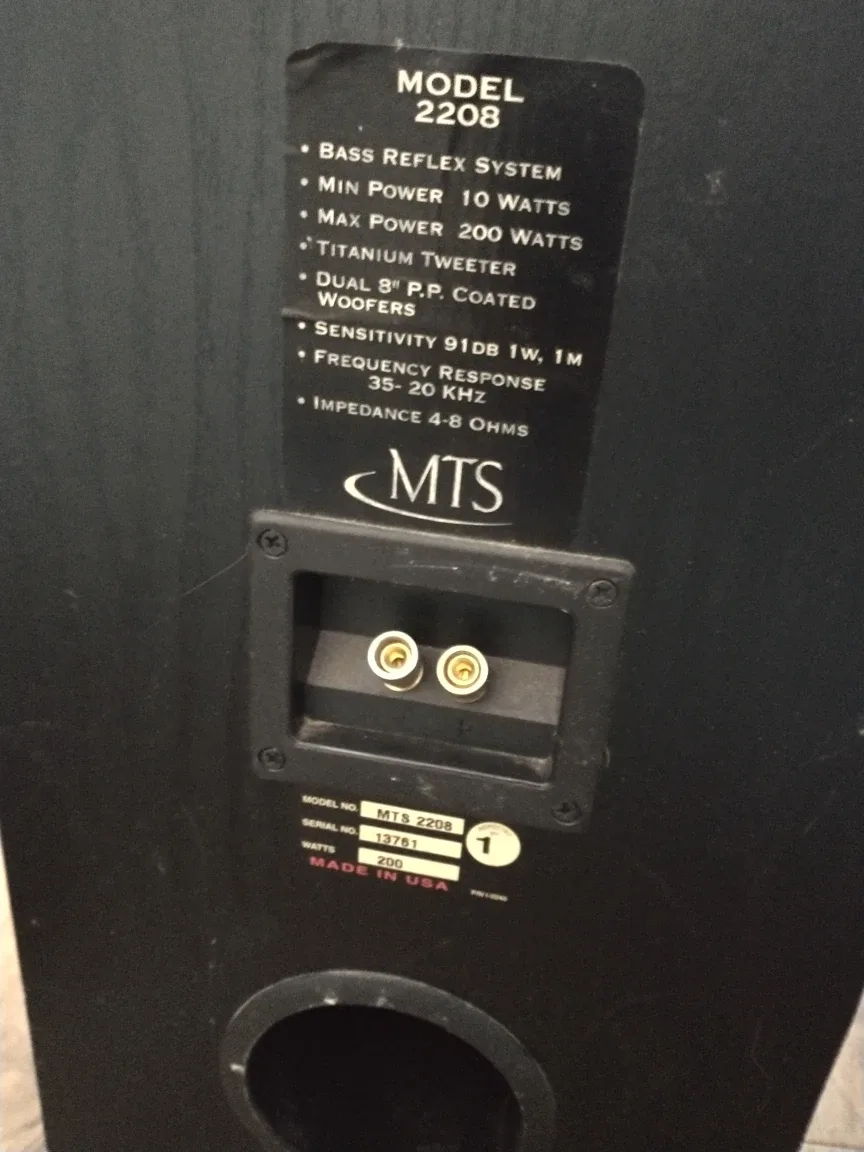 MODEL
2208
• BASS REFLEX SYSTEM
• MIN POWER 10 WATTS
• MAX POWER 200 WATTS
• TITANIUM TWEETER
• DUAL 8" P.P. COATED
WOOFERS
• SENSITIVITY 91DB 1W, 1M
• FREQUENCY RESPONSE
35- 20 KHZ
• IMPEDANCE 4-8 OHMS
MTS
MODEL NO. MTS 2208
SERIAL NO. 13761
1
WATTS 200
MADE IN USA